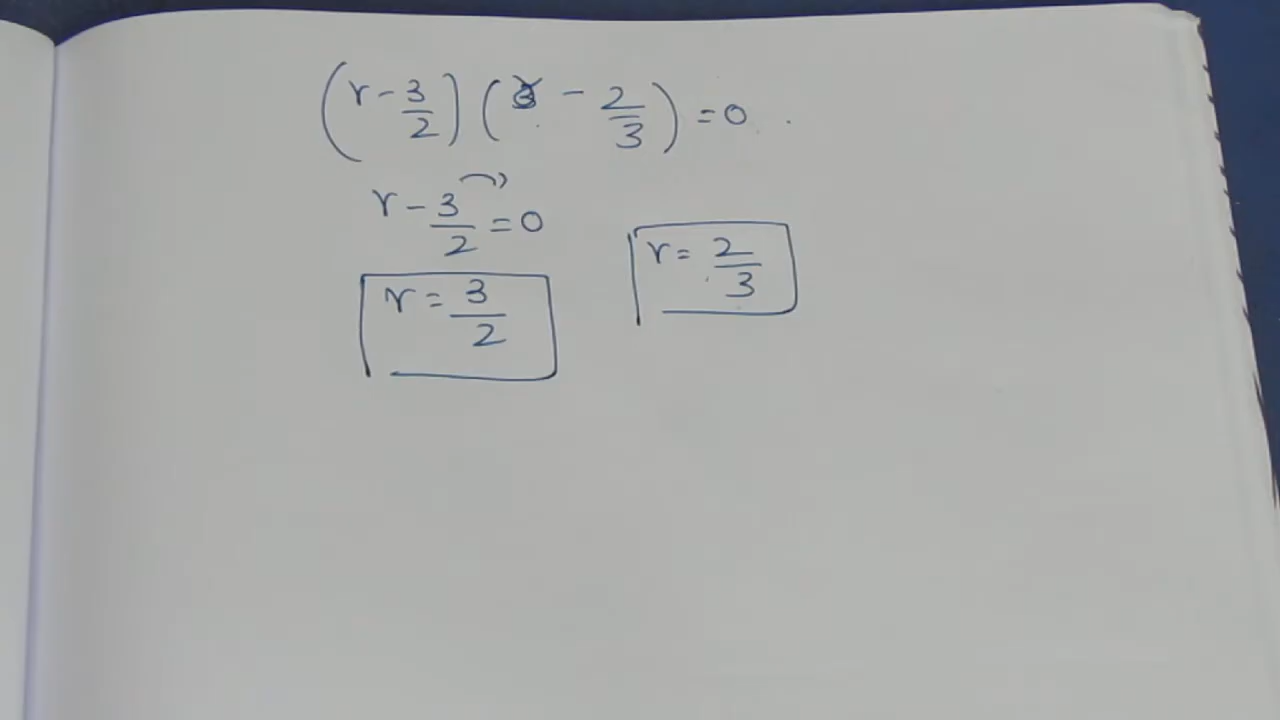 (r - 3/2) ( - 2/3) = 0
r - 3/2 = 0
r = 2/3
r = 3/2